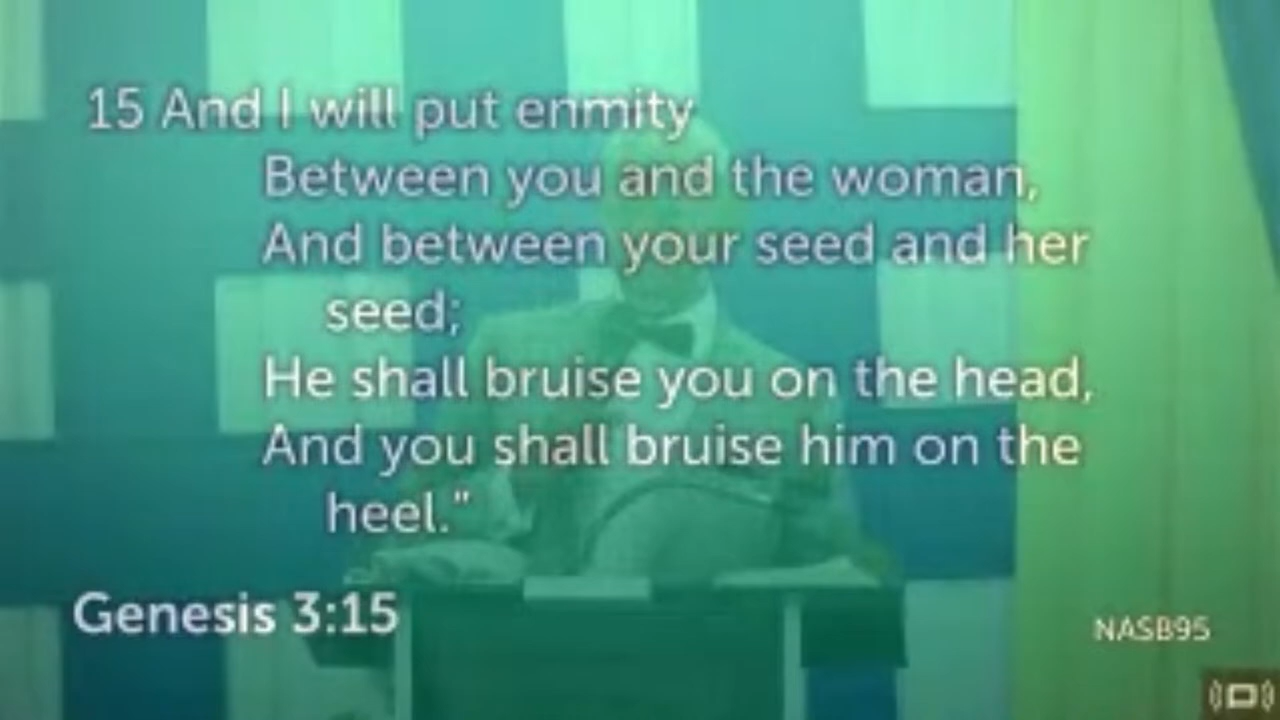 15 And I will put enmity
Between you and the woman,
And between your seed and her
seed;
He shall bruise you on the head,
And you shall bruise him on the
heel."
Genesis 3:15
NASB95